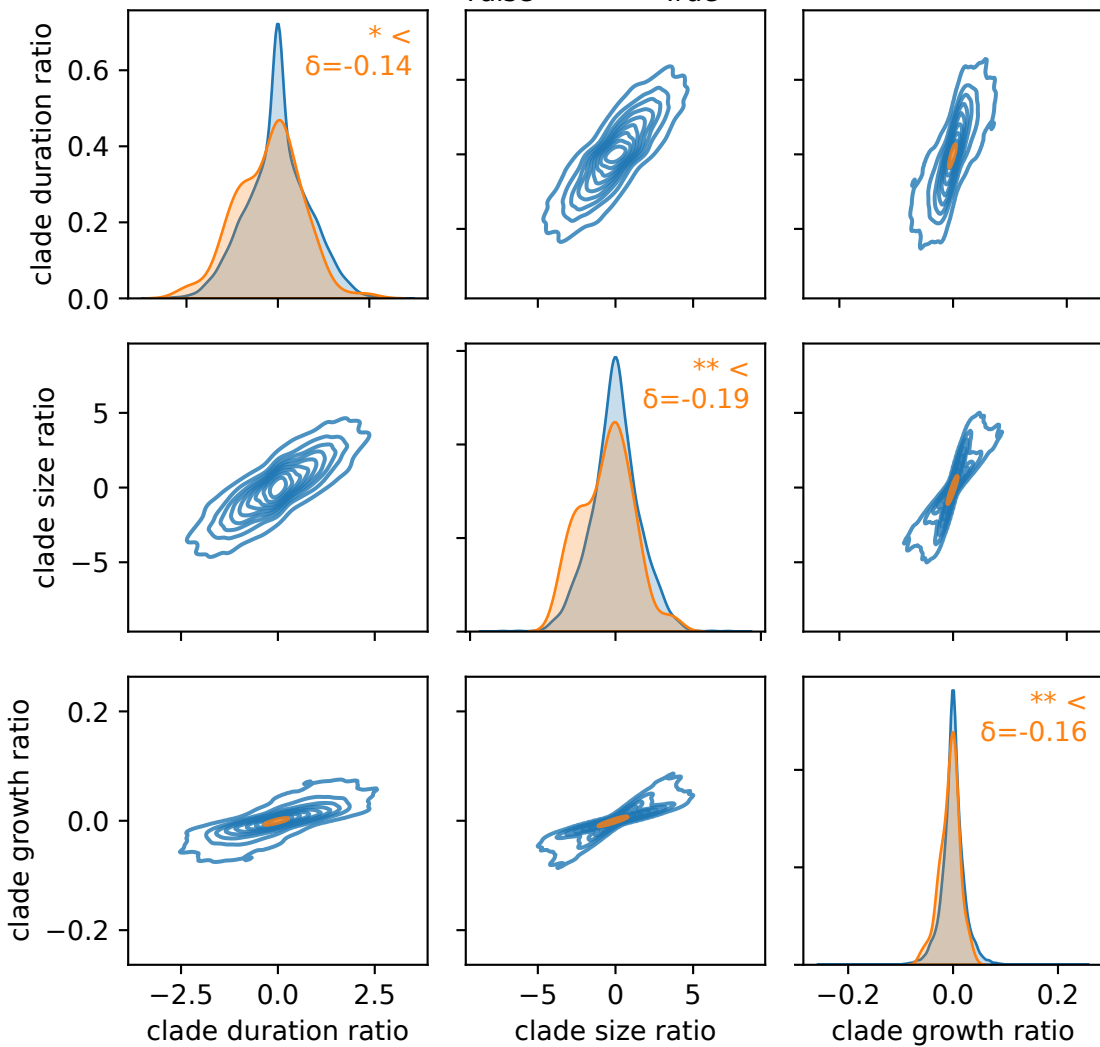 clade duration ratio
0.6
0.4
0.2
0.0
* <
δ=-0.14
clade size ratio
5
0
−5
** <
δ=-0.19
clade growth ratio
0.2
0.0
−0.2
** <
δ=-0.16
−2.5 0.0 2.5
clade duration ratio
−5 0 5
clade size ratio
−0.2 0.0 0.2
clade growth ratio